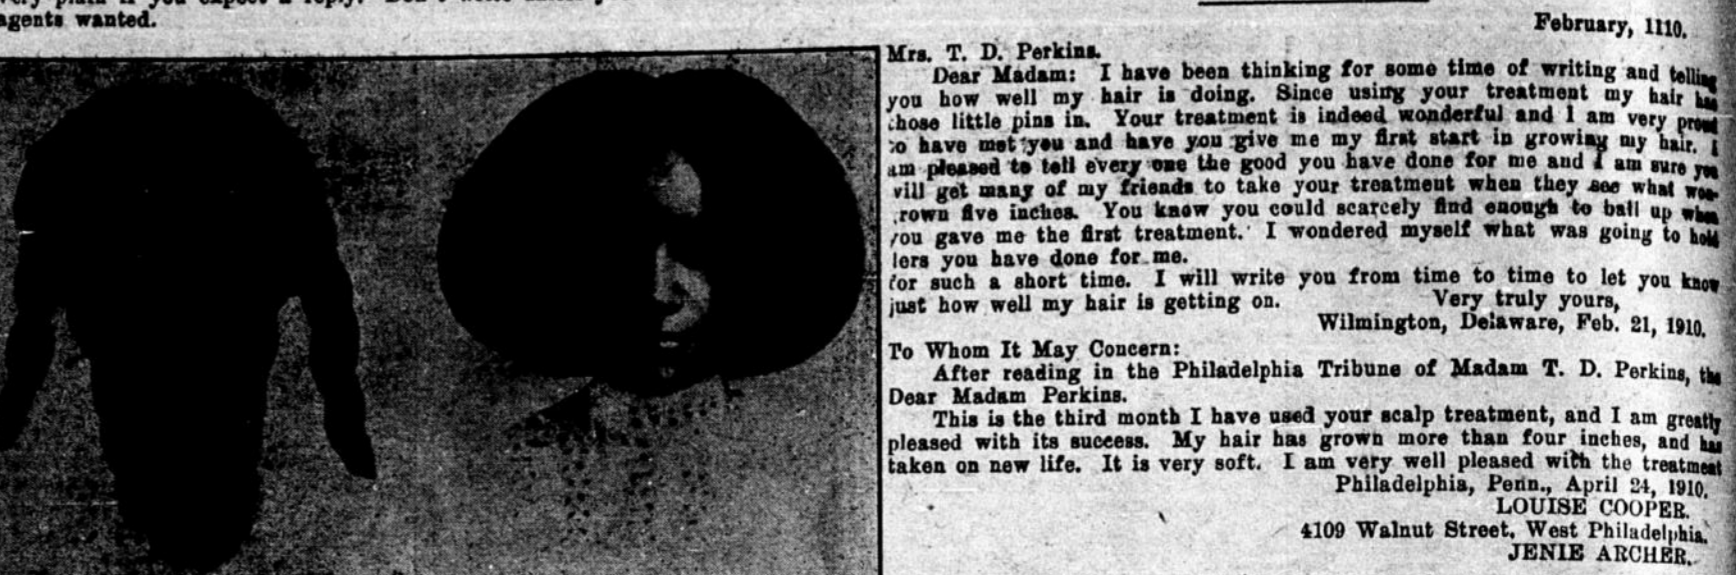 agents wanted.
February, 1110.
Mrs. T. D. Perkins.
Dear Madam: I have been thinking for some time of writing and telling
you how well my hair is doing. Since using your treatment my hair has
those little pins in. Your treatment is indeed wonderful and I am very proud
to have met you and have you give me my first start in growing my hair. I
am pleased to tell every one the good you have done for me and I am sure you
vill get many of my friends to take your treatment when they see what won-
rown five inches. You know you could scarcely find enough to ball up when
you gave me the first treatment. I wondered myself what was going to hold
lers you have done for me.
for such a short time. I will write you from time to time to let you know
just how well my hair is getting on. Very truly yours,
Wilmington, Delaware, Feb. 21, 1910.
To Whom It May Concern:
After reading in the Philadelphia Tribune of Madam T. D. Perkins, the
Dear Madam Perkins.
This is the third month I have used your scalp treatment, and I am greatly
pleased with its success. My hair has grown more than four inches, and has
taken on new life. It is very soft. I am very well pleased with the treatment
Philadelphia, Penn., April 24, 1910.
LOUISE COOPER.
4109 Walnut Street, West Philadelphia.
JENIE ARCHER.